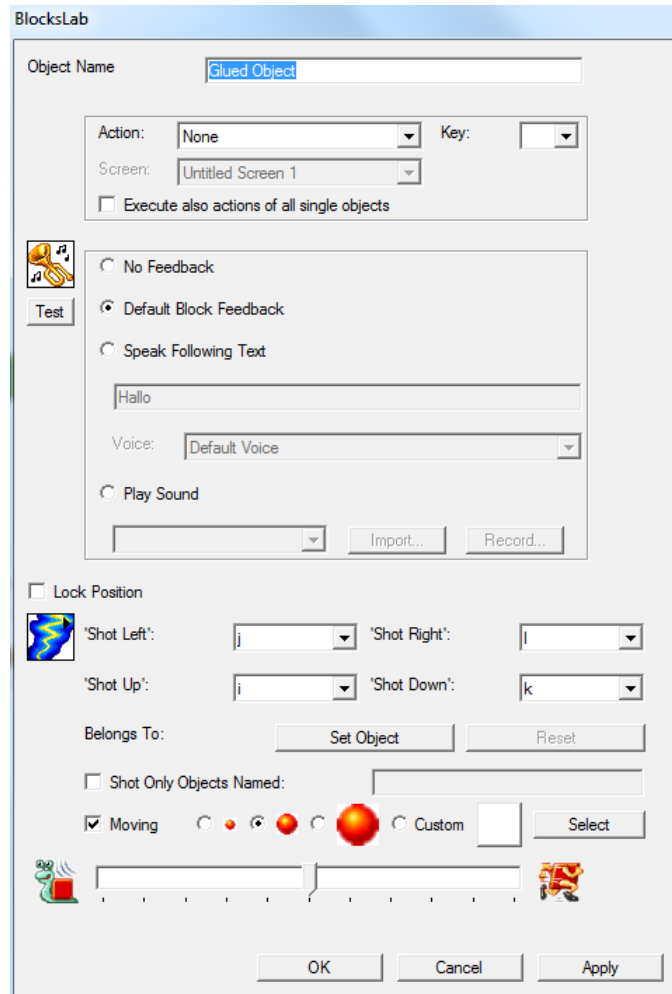 BlocksLab
Object Name Glued Object
Action: None Key:
Screen: Untitled Screen 1
Execute also actions of all single objects
No Feedback
Test Default Block Feedback
Speak Following Text
Hallo
Voice: Default Voice
Play Sound
Import... Record...
Lock Position
'Shot Left': j 'Shot Right': l
'Shot Up': i 'Shot Down': k
Belongs To: Set Object Reset
Shot Only Objects Named:
Moving Custom Select
OK Cancel Apply